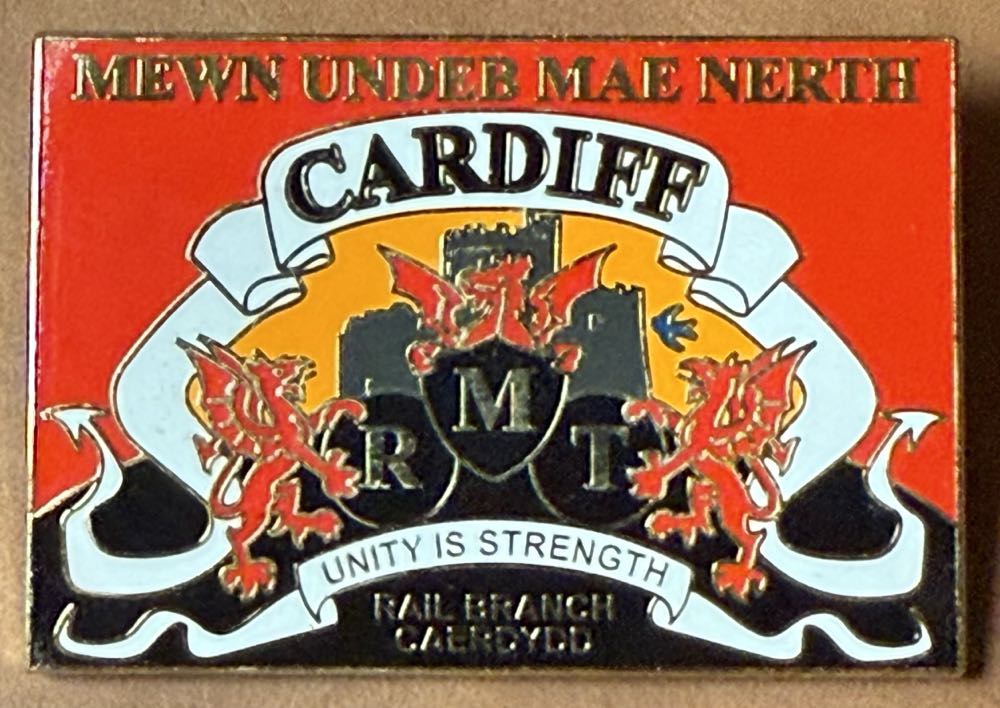 MEWN UNDEB MAE NERTH
CARDIFF
R M T
UNITY IS STRENGTH
RAIL BRANCH
CAERDYDD